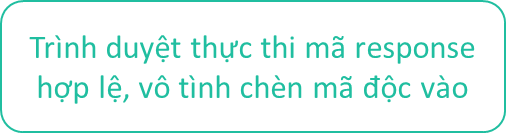 Trình duyệt thực thi mã response
hợp lệ, vô tình chèn mã độc vào